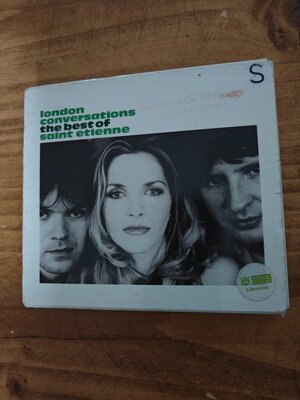 S
london
conversations
the best of
saint etienne
Libraries